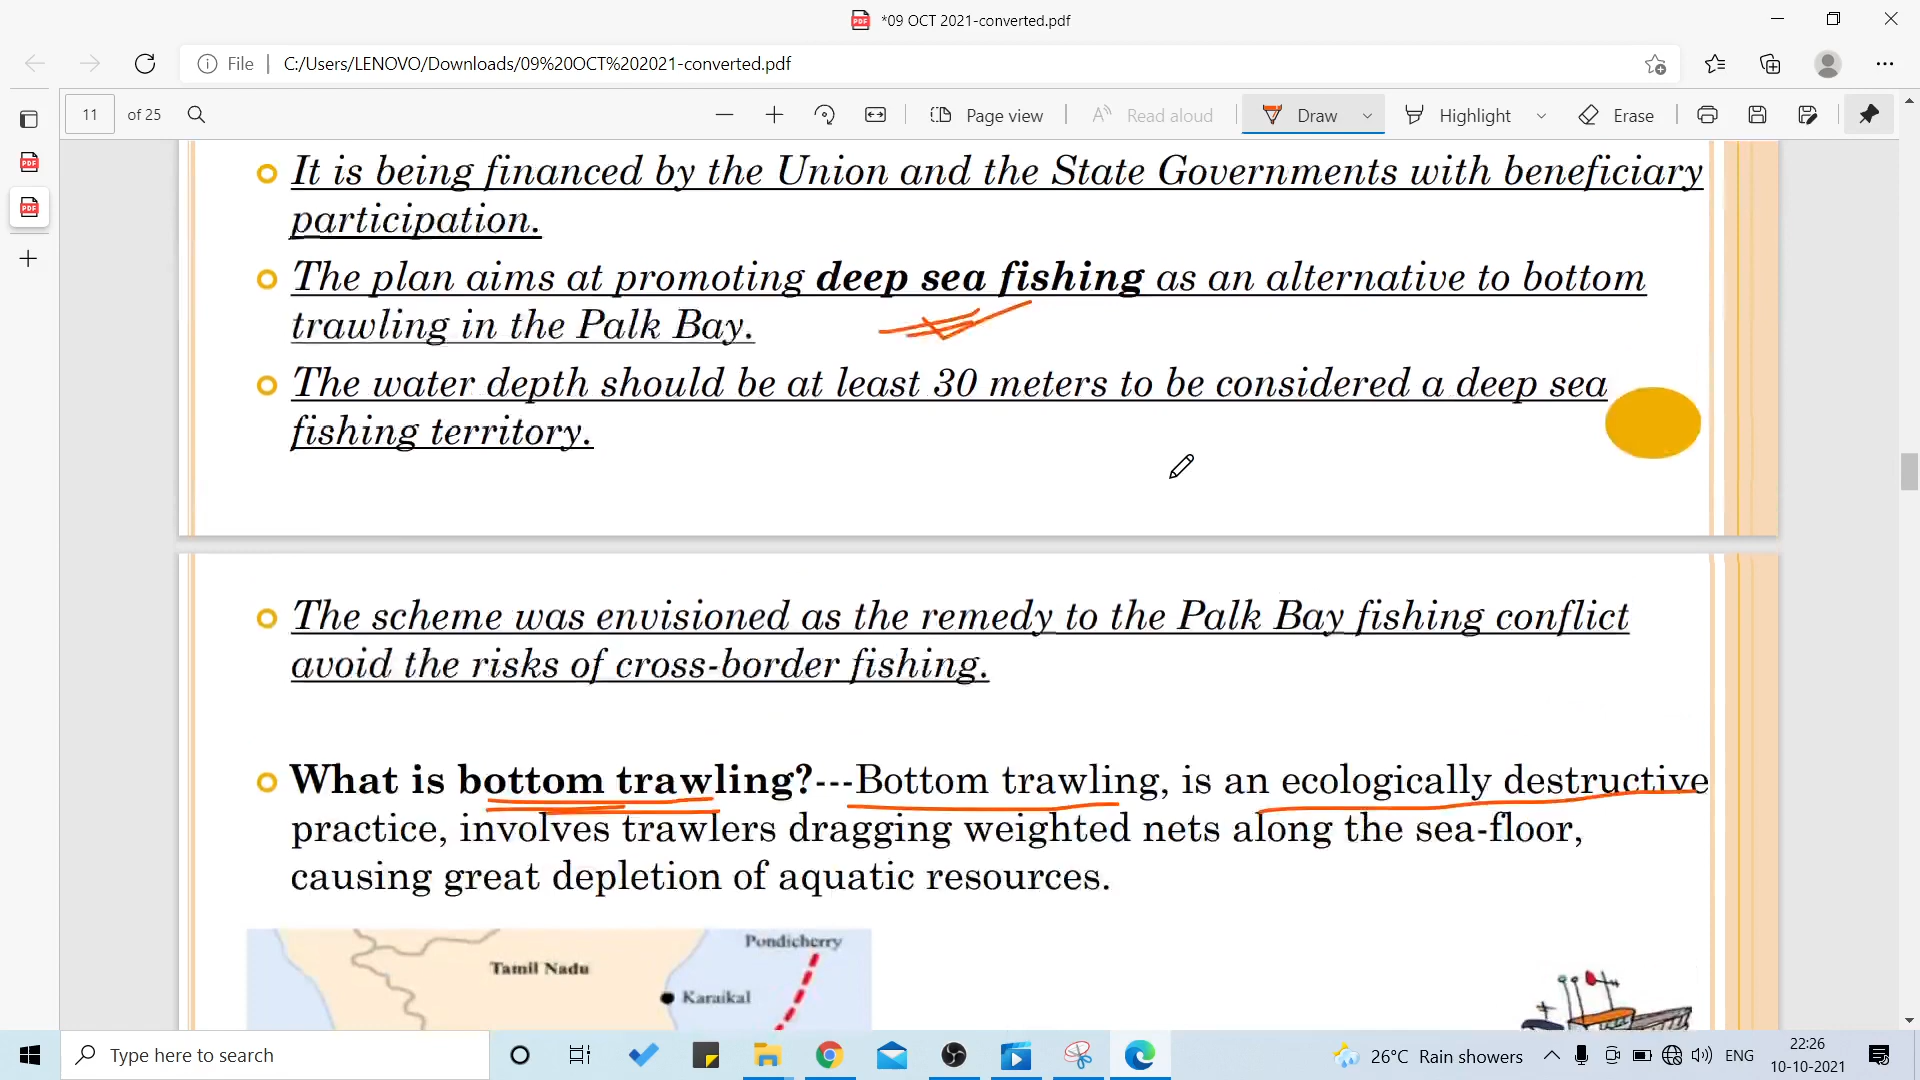 *09 OCT 2021-converted.pdf
File
C:/Users/LENOVO/Downloads/09%20OCT%202021-converted.pdf
11 of 25
Page view
Read aloud
Draw
Highlight
Erase
It is being financed by the Union and the State Governments with beneficiary
participation.
The plan aims at promoting deep sea fishing as an alternative to bottom
trawling in the Palk Bay.
The water depth should be at least 30 meters to be considered a deep sea
fishing territory.
The scheme was envisioned as the remedy to the Palk Bay fishing conflict
avoid the risks of cross-border fishing.
What is bottom trawling?---Bottom trawling, is an ecologically destructive
practice, involves trawlers dragging weighted nets along the sea-floor,
causing great depletion of aquatic resources.
Pondicherry
Tamil Nadu
Karaikal
Type here to search
26°C Rain showers
ENG
22:26
10-10-2021